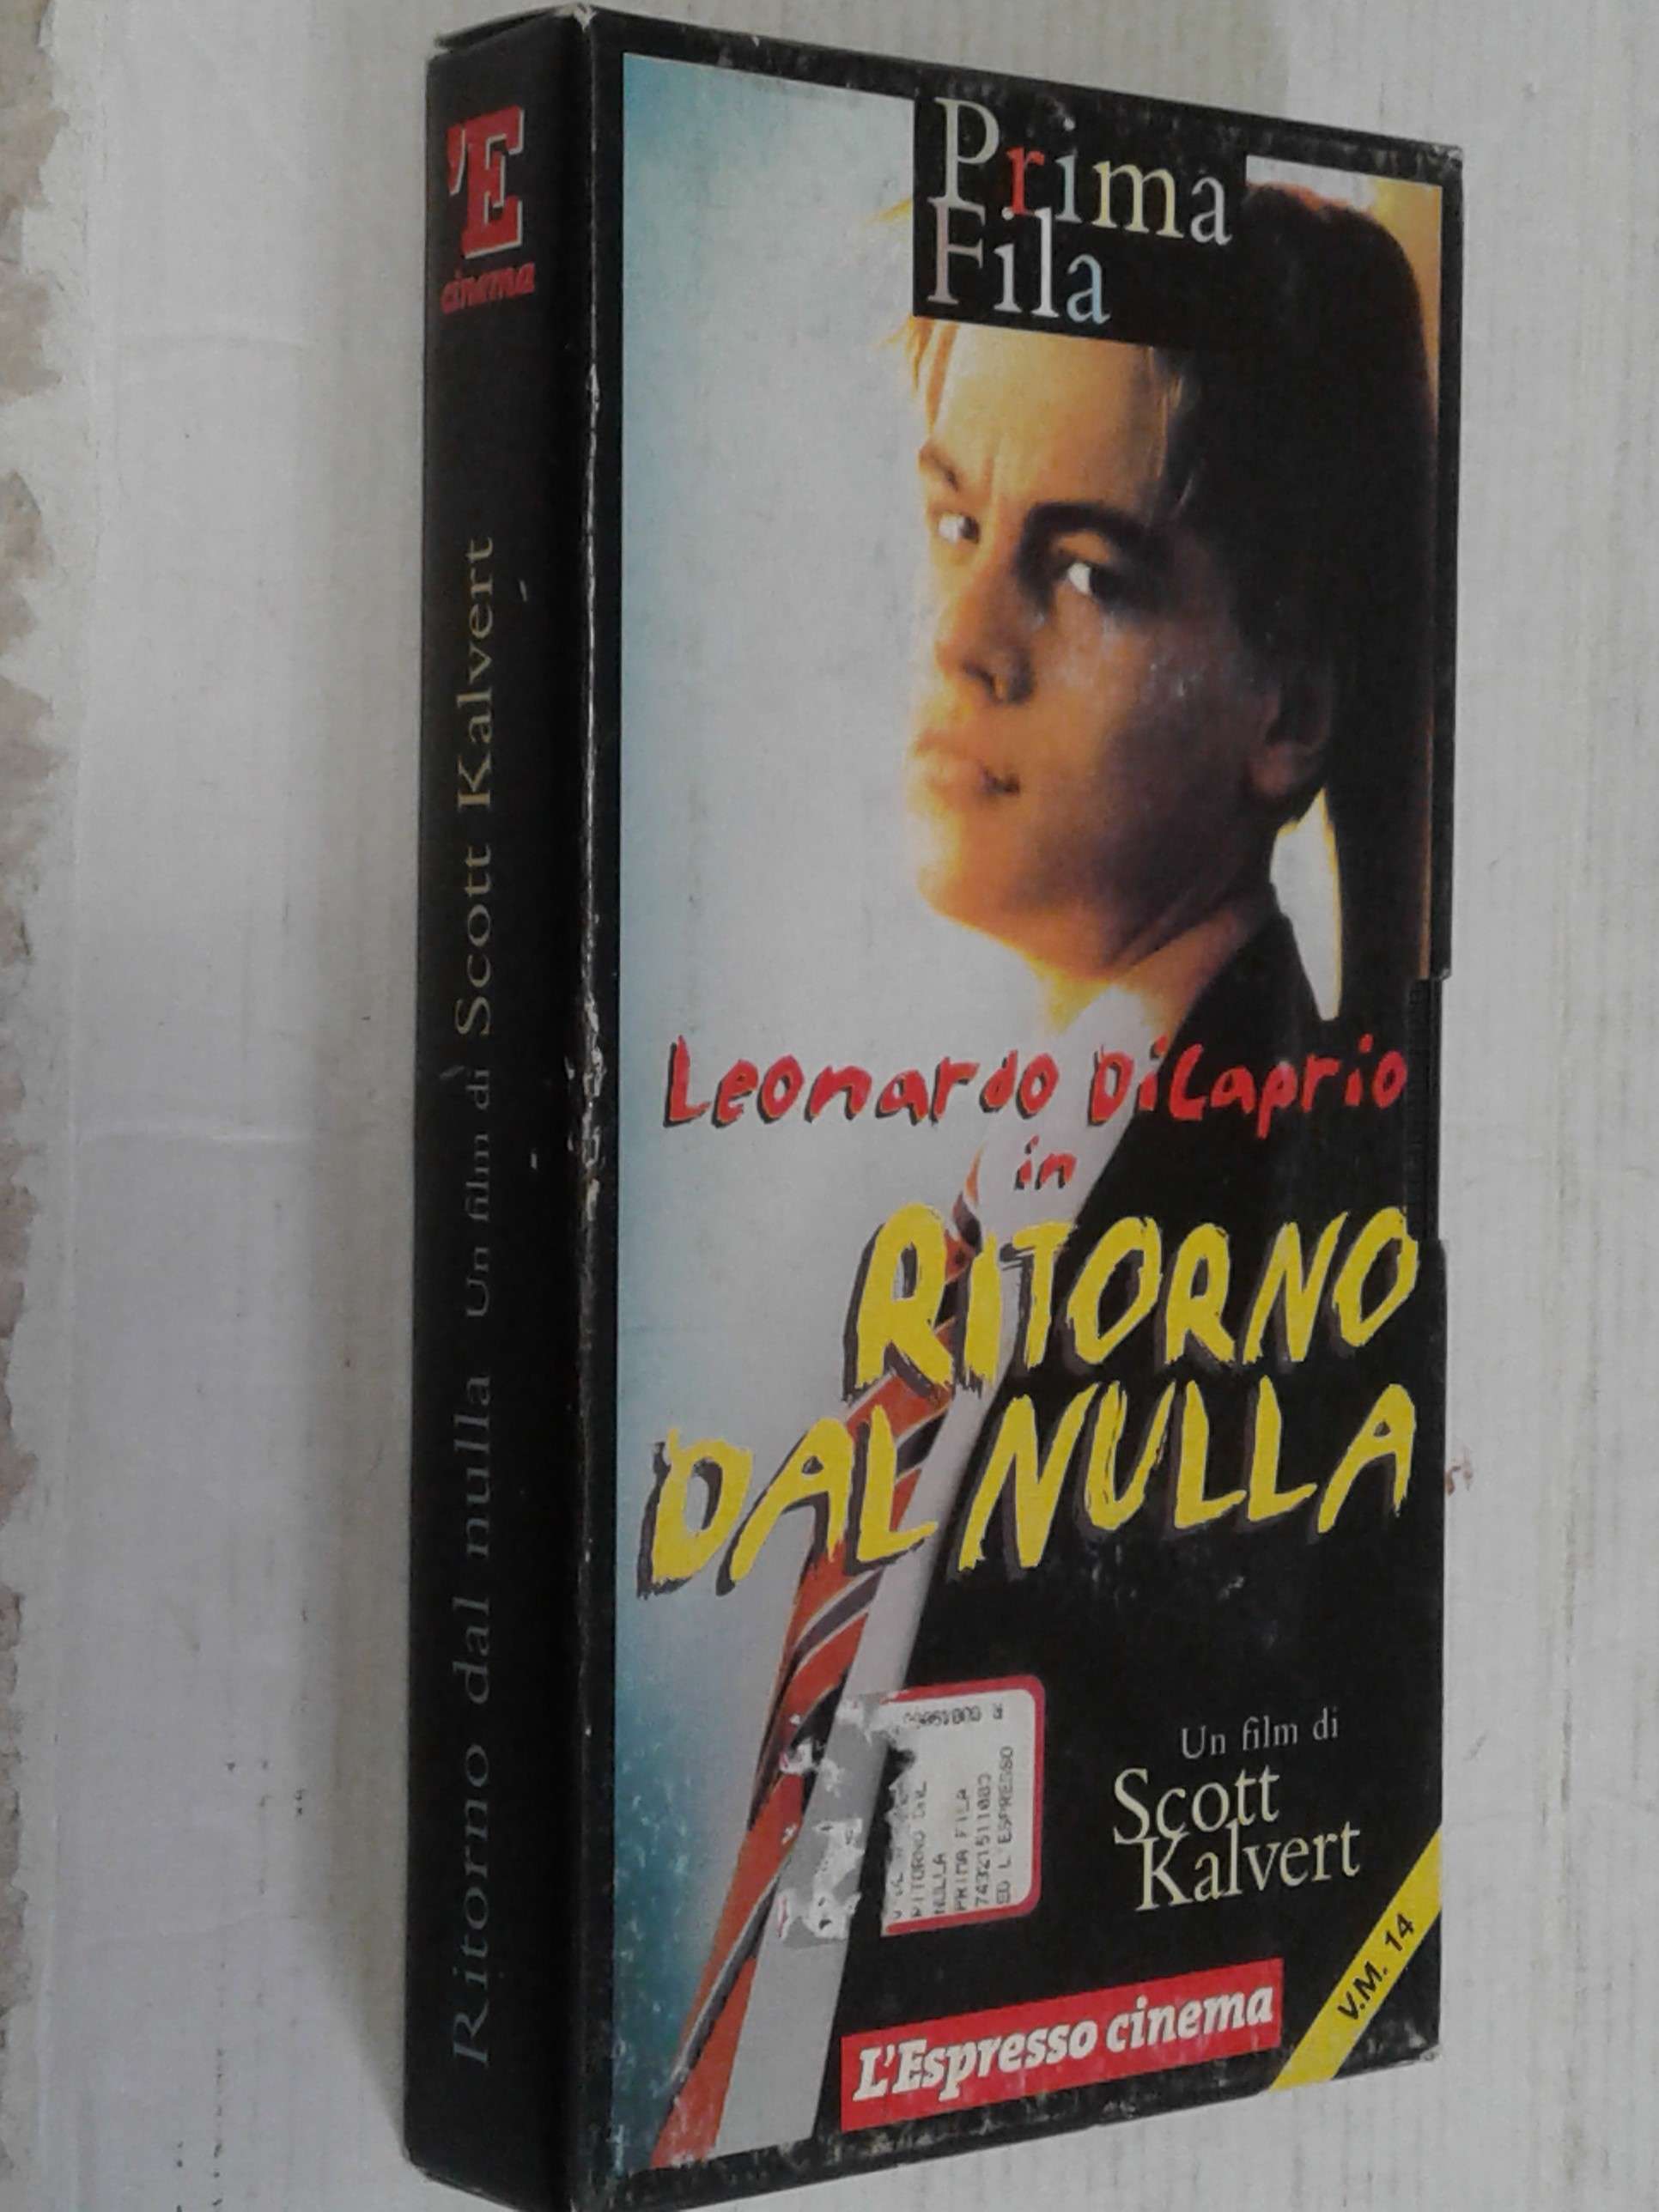 'E
cinema
Ritorno dal nulla Un film di Scott Kalvert
Prima
Fila
Leonardo DiCaprio
in
RITORNO
DAL NULLA
RITORNO DAL
NULLA
PRIMA FILA
ED L'ESPRESSO
Un film di
Scott
Kalvert
V.M. 14
L'Espresso cinema